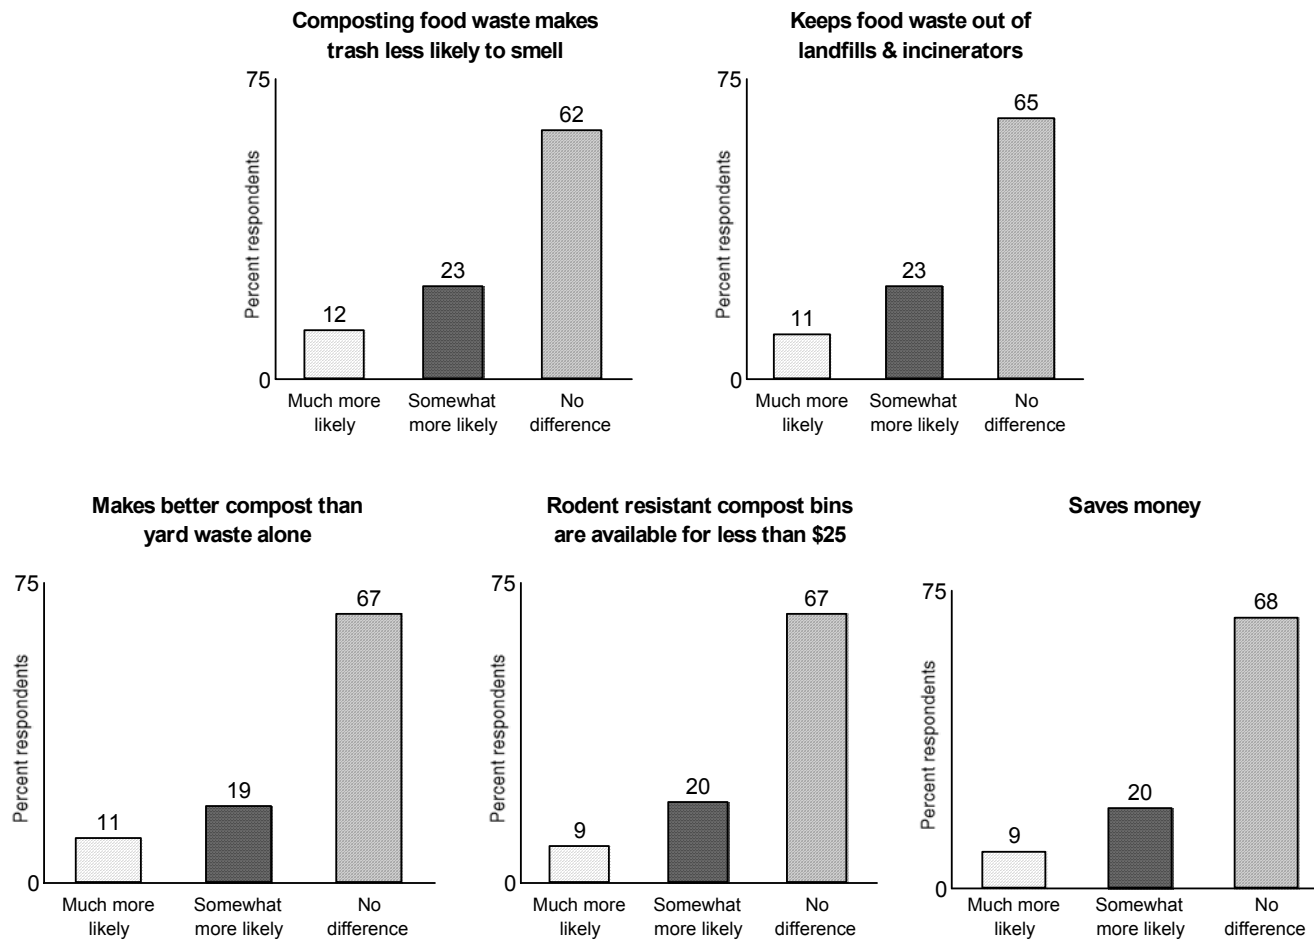 Composting food waste makes
trash less likely to smell
75
Percent respondents
0
12
23
62
Much more
likely
Somewhat
more likely
No
difference
Keeps food waste out of
landfills & incinerators
75
Percent respondents
0
11
23
65
Much more
likely
Somewhat
more likely
No
difference
Makes better compost than
yard waste alone
75
Percent respondents
0
11
19
67
Much more
likely
Somewhat
more likely
No
difference
Rodent resistant compost bins
are available for less than $25
75
Percent respondents
0
9
20
67
Much more
likely
Somewhat
more likely
No
difference
Saves money
75
Percent respondents
0
9
20
68
Much more
likely
Somewhat
more likely
No
difference